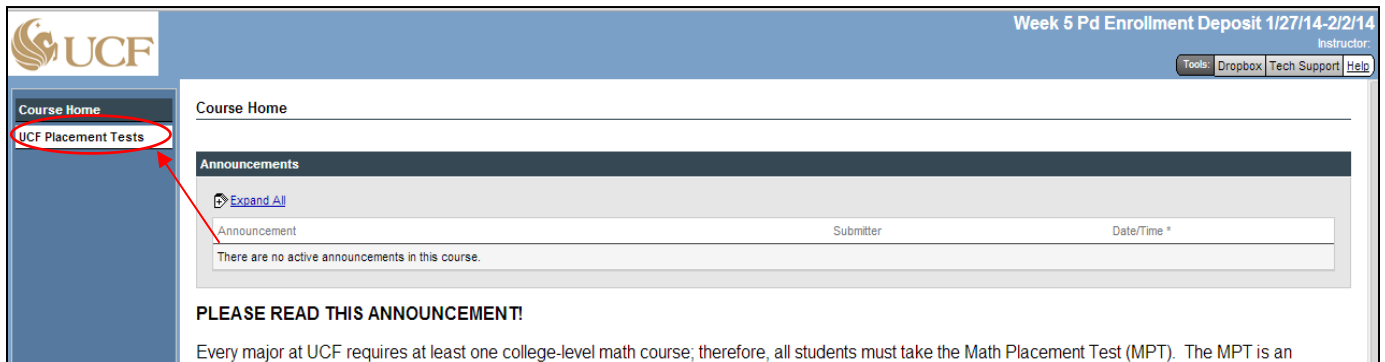 UCF
Week 5 Pd Enrollment Deposit 1/27/14-2/2/14
Instructor:
Tools: Dropbox Tech Support Help
Course Home
UCF Placement Tests
Course Home
Announcements
Expand All
Announcement Submitter Date/Time *
There are no active announcements in this course.
PLEASE READ THIS ANNOUNCEMENT!
Every major at UCF requires at least one college-level math course; therefore, all students must take the Math Placement Test (MPT). The MPT is an